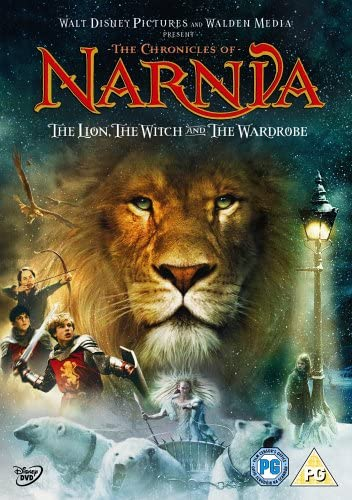 WALT DISNEY PICTURES AND WALDEN MEDIA
PRESENT
THE CHRONICLES OF
NARNIA
THE LION, THE WITCH AND THE WARDROBE
Disney
DVD
PG
PG